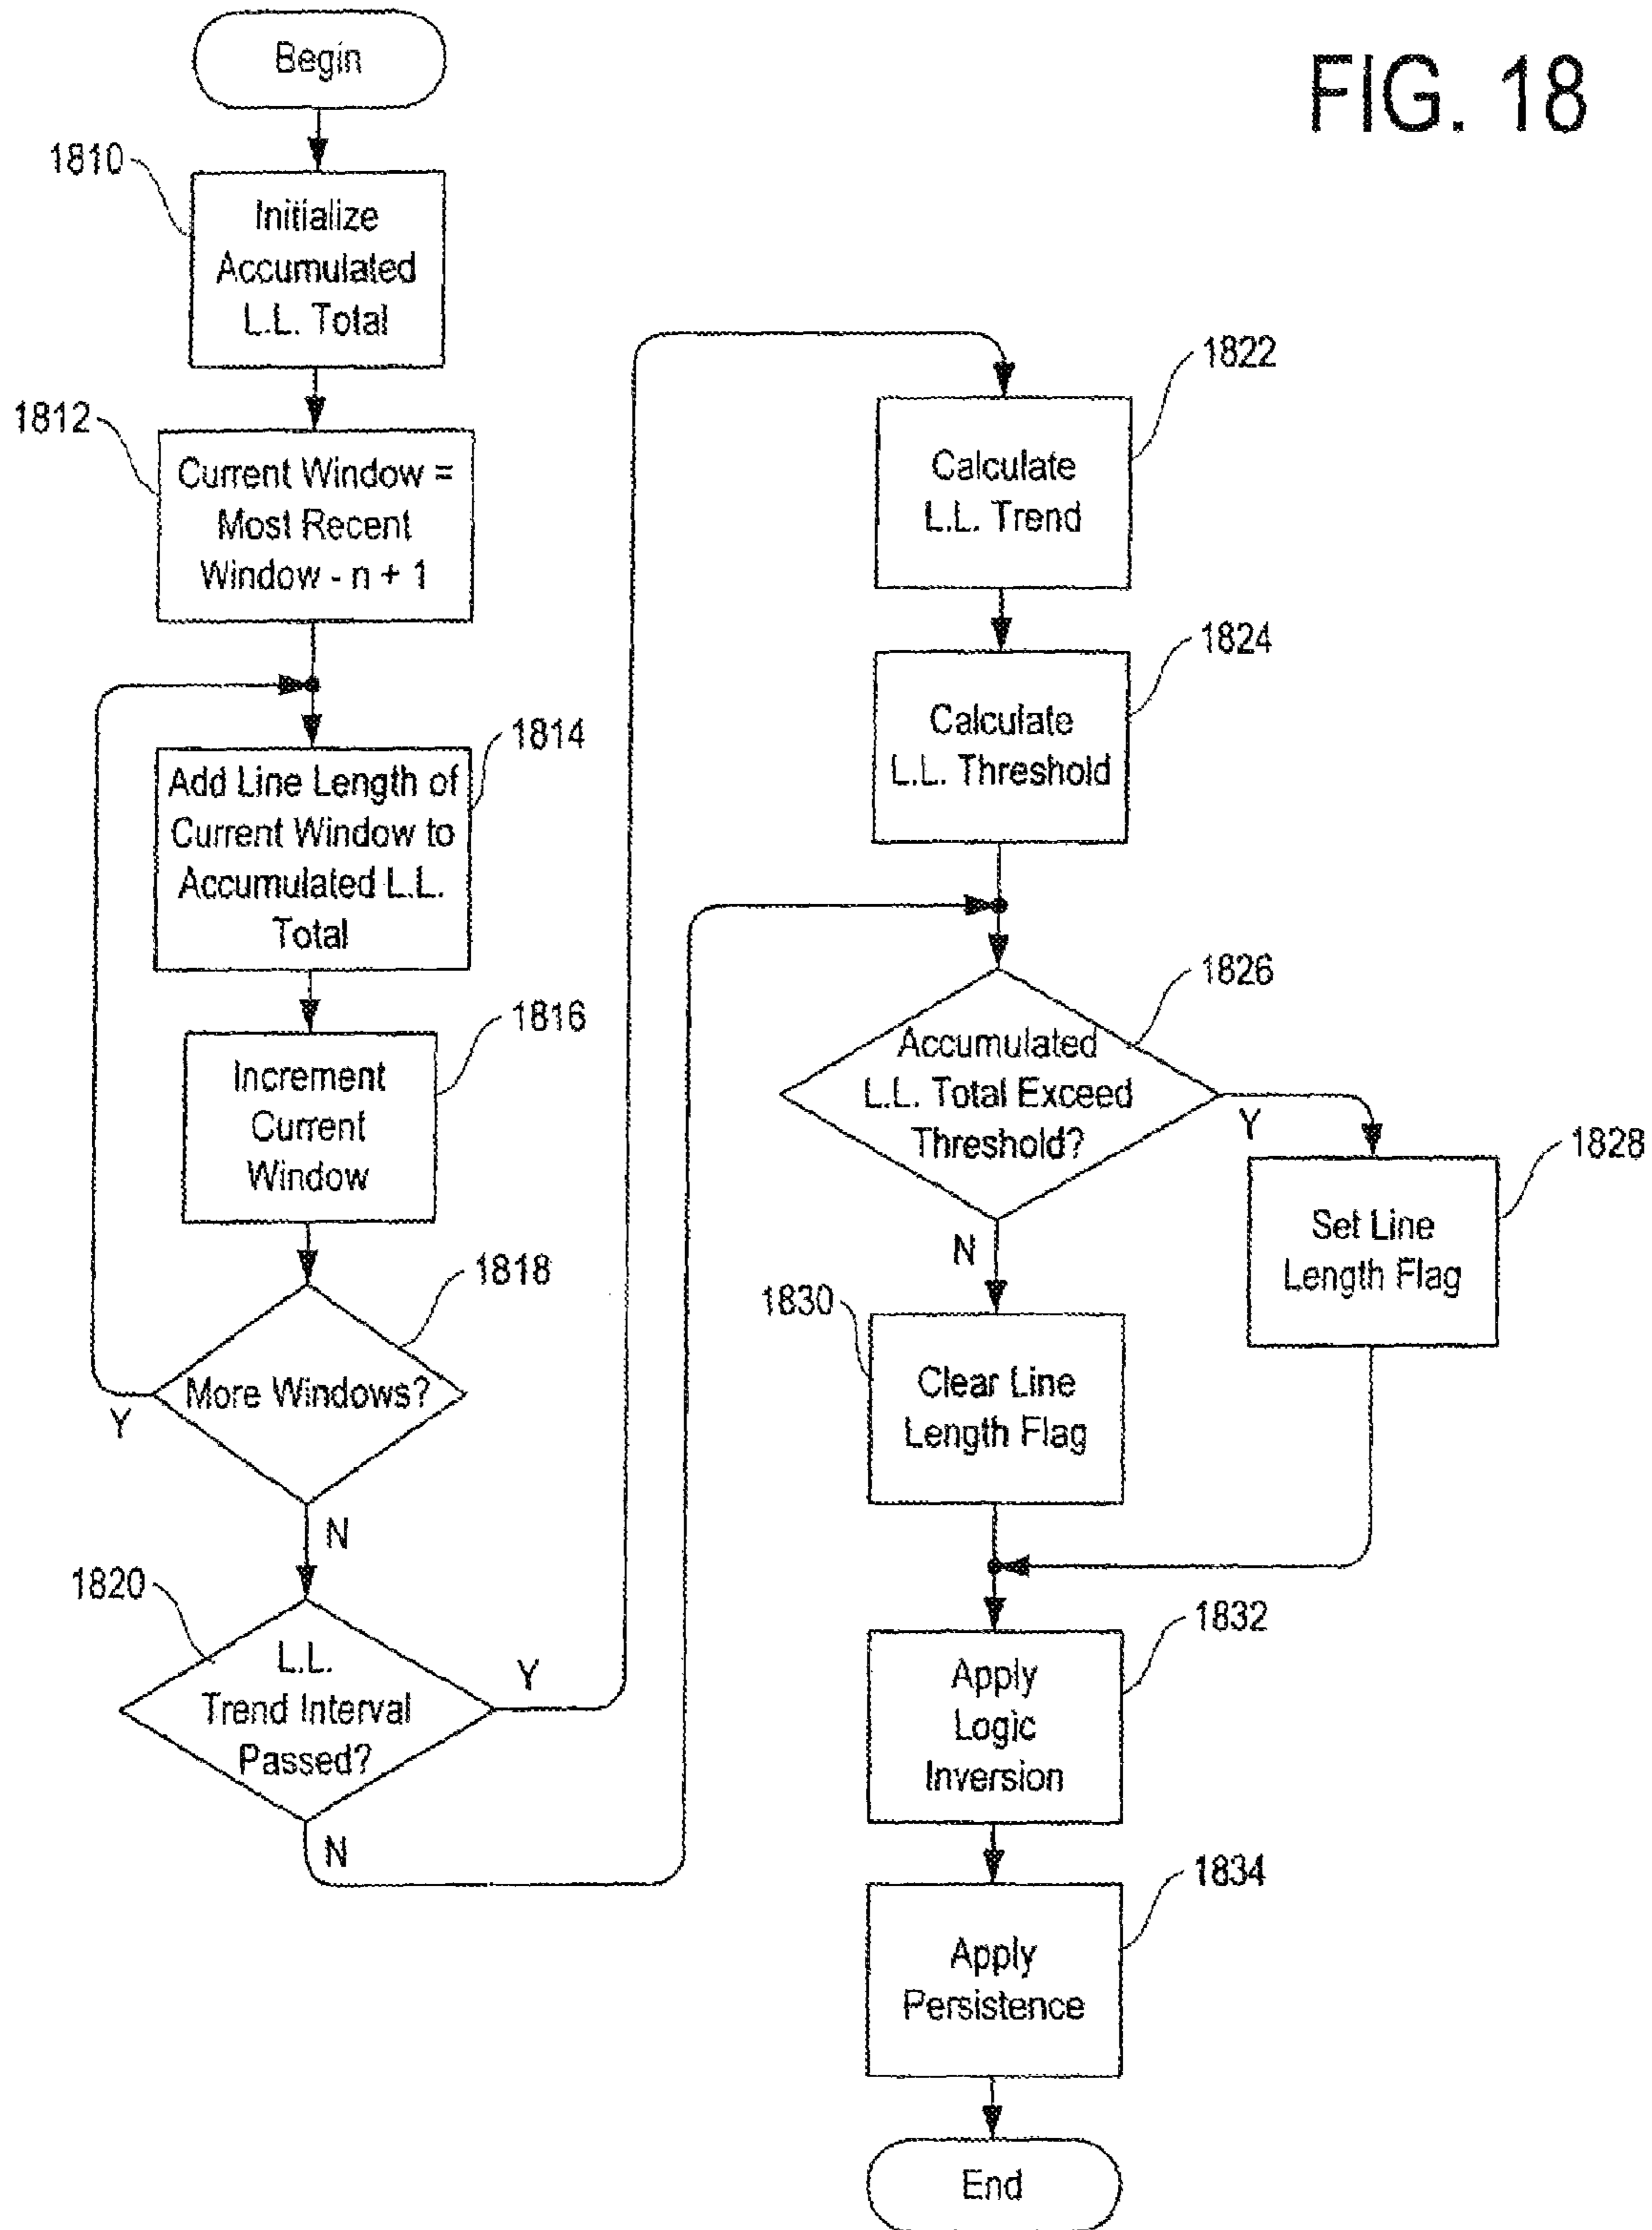 FIG. 18
Begin
1810
Initialize
Accumulated
L.L. Total
1812
Current Window =
Most Recent
Window - n + 1
1814
Add Line Length of
Current Window to
Accumulated L.L.
Total
1816
Increment
Current
Window
1818
More Windows?
Y
N
1820
L.L.
Trend Interval
Passed?
Y
N
1822
Calculate
L.L. Trend
1824
Calculate
L.L. Threshold
1826
Accumulated
L.L. Total Exceed
Threshold?
Y
N
1828
Set Line
Length Flag
1830
Clear Line
Length Flag
1832
Apply
Logic
Inversion
1834
Apply
Persistence
End